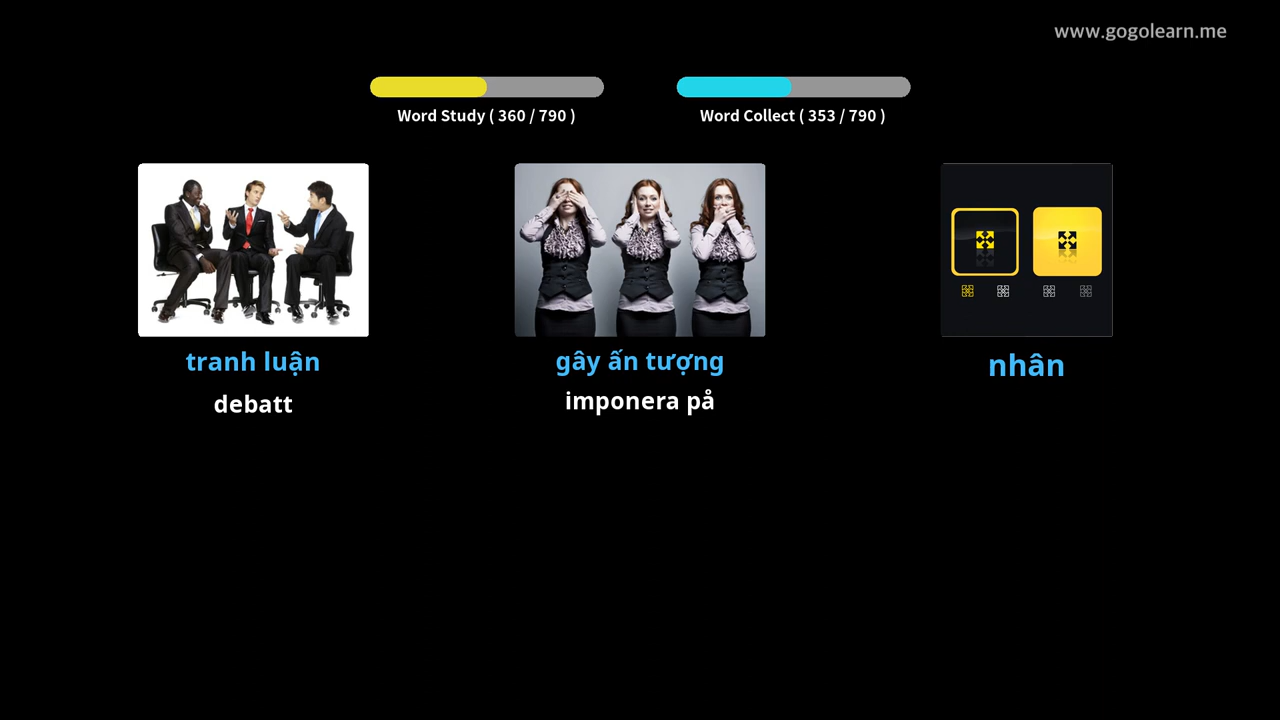 www.gogolearn.me
Word Study ( 360 / 790 )
Word Collect ( 353 / 790 )
tranh luận
debatt
gây ấn tượng
imponera på
nhân